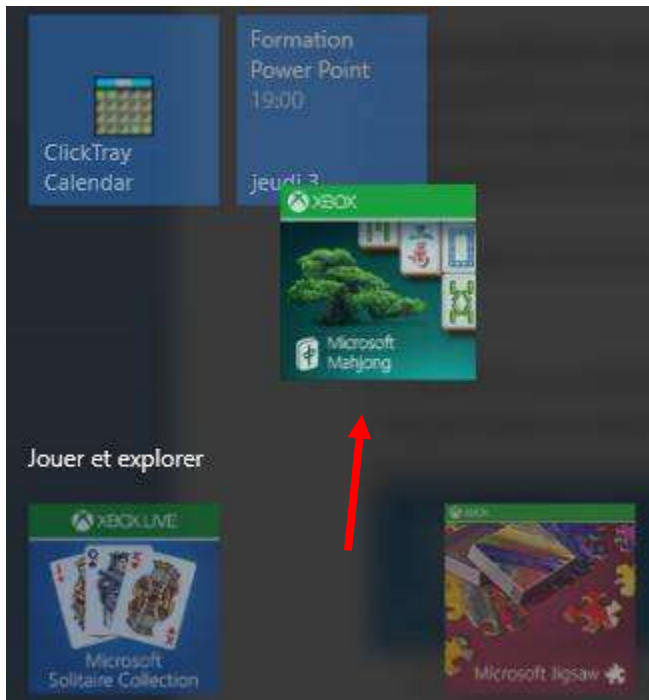 Formation
Power Point
19:00
ClickTray
Calendar
jeudi 3
XBOX
萬
Microsoft
Mahjong
Jouer et explorer
XBOX LIVE
XBOX
Microsoft
Solitaire Collection
Microsoft Jigsaw